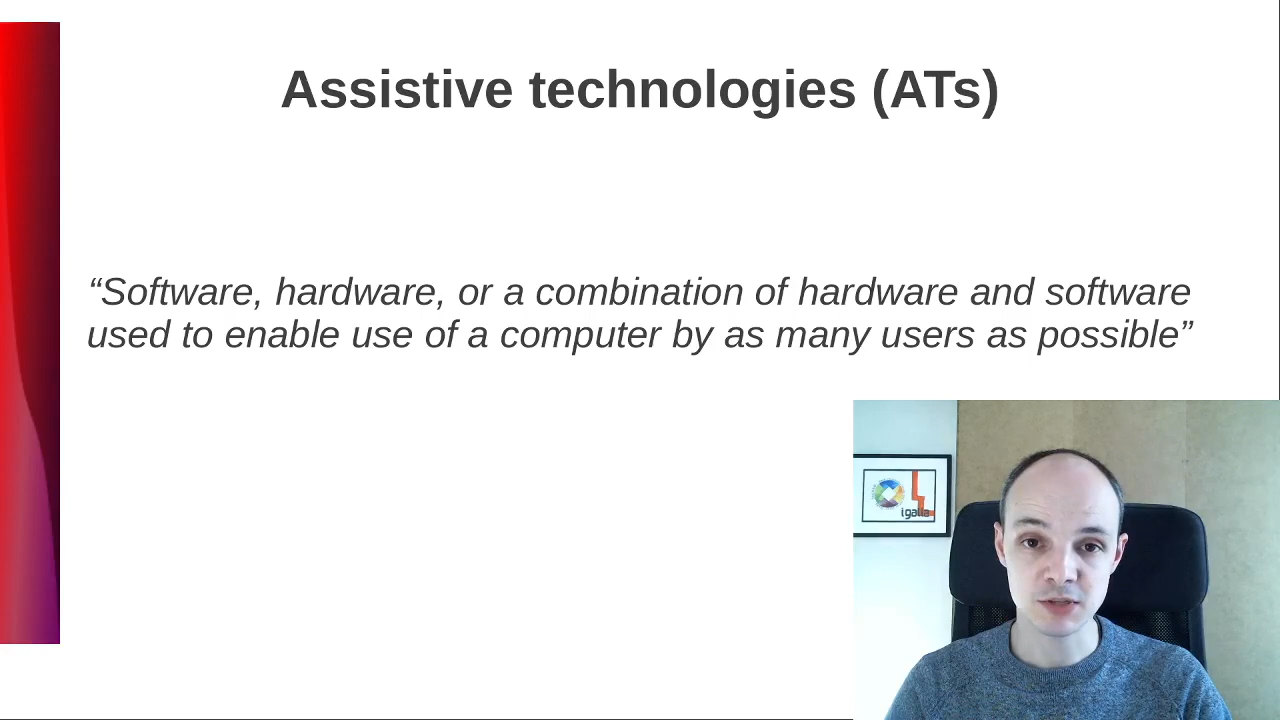 Assistive technologies (ATs)
“Software, hardware, or a combination of hardware and software
used to enable use of a computer by as many users as possible”
igalia